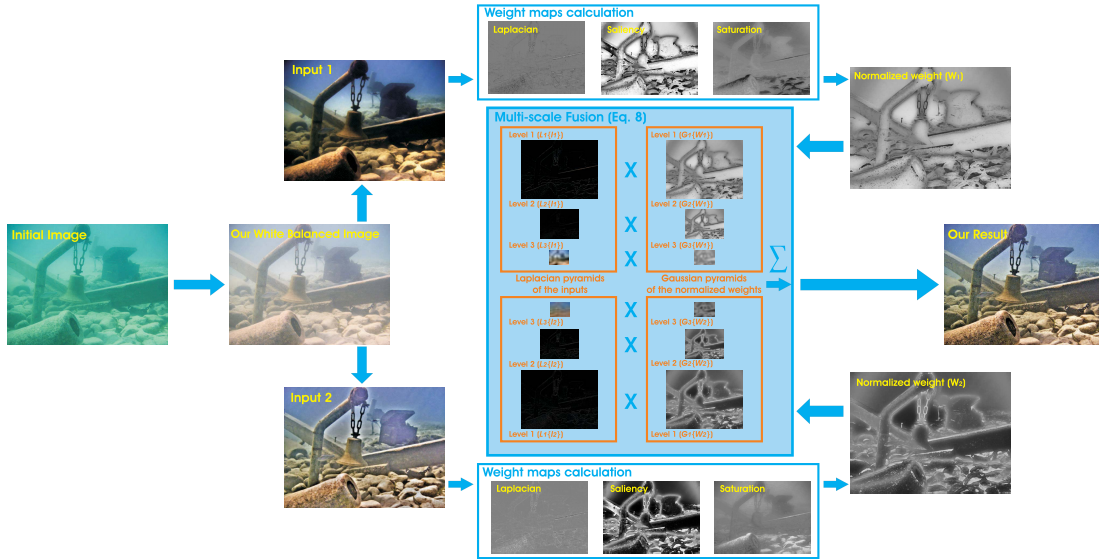 Weight maps calculation
Laplacian
Saliency
Saturation
Input 1
Normalized weight (W1)
Multi-scale Fusion (Eq. 8)
Level 1 (L1{I1})
X
Level 1 (G1{W1})
Level 2 (L2{I1})
X
Level 2 (G2{W1})
Level 3 (L3{I1})
X
Level 3 (G3{W1})
Initial Image
Our White Balanced Image
Our Result
∑
Laplacian pyramids
of the inputs
Gaussian pyramids
of the normalized weights
X
Level 3 (L3{I2})
Level 3 (G3{W2})
X
Level 2 (L2{I2})
Level 2 (G2{W2})
X
Level 1 (L1{I2})
Level 1 (G1{W2})
Input 2
Normalized weight (W2)
Weight maps calculation
Laplacian
Saliency
Saturation